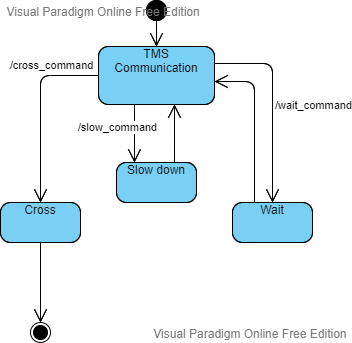 Visual Paradigm Online Free Edition
TMS
Communication
/cross_command
/wait_command
/slow_command
Slow down
Cross
Wait
Visual Paradigm Online Free Edition